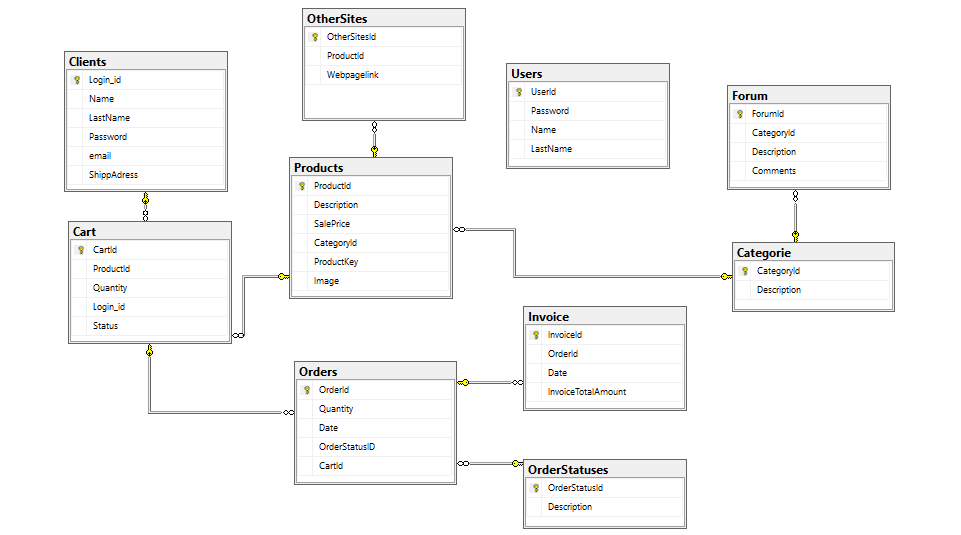 OtherSites
OtherSitesId
ProductId
Webpagelink
Clients
Login_id
Name
LastName
Password
email
ShippAdress
Users
UserId
Password
Name
LastName
Forum
ForumId
CategoryId
Description
Comments
Products
ProductId
Description
SalePrice
CategoryId
ProductKey
Image
Cart
CartId
ProductId
Quantity
Login_id
Status
Categorie
CategoryId
Description
Invoice
InvoiceId
OrderId
Date
InvoiceTotalAmount
Orders
OrderId
Quantity
Date
OrderStatusID
CartId
OrderStatuses
OrderStatusId
Description